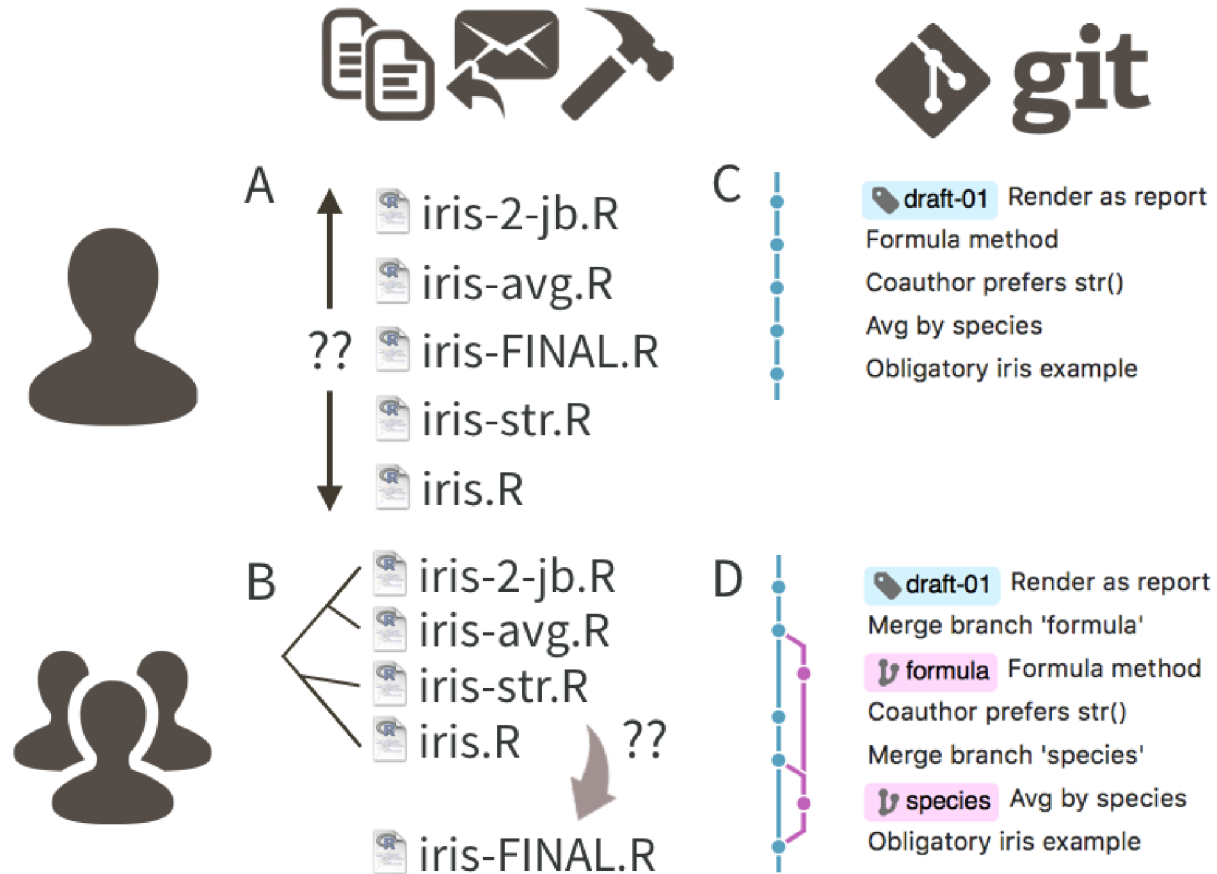 git
A
iris-2-jb.R
iris-avg.R
??
iris-FINAL.R
iris-str.R
iris.R
C
draft-01 Render as report
Formula method
Coauthor prefers str()
Avg by species
Obligatory iris example
B
iris-2-jb.R
iris-avg.R
iris-str.R
iris.R
??
iris-FINAL.R
D
draft-01 Render as report
Merge branch 'formula'
formula Formula method
Coauthor prefers str()
Merge branch 'species'
species Avg by species
Obligatory iris example